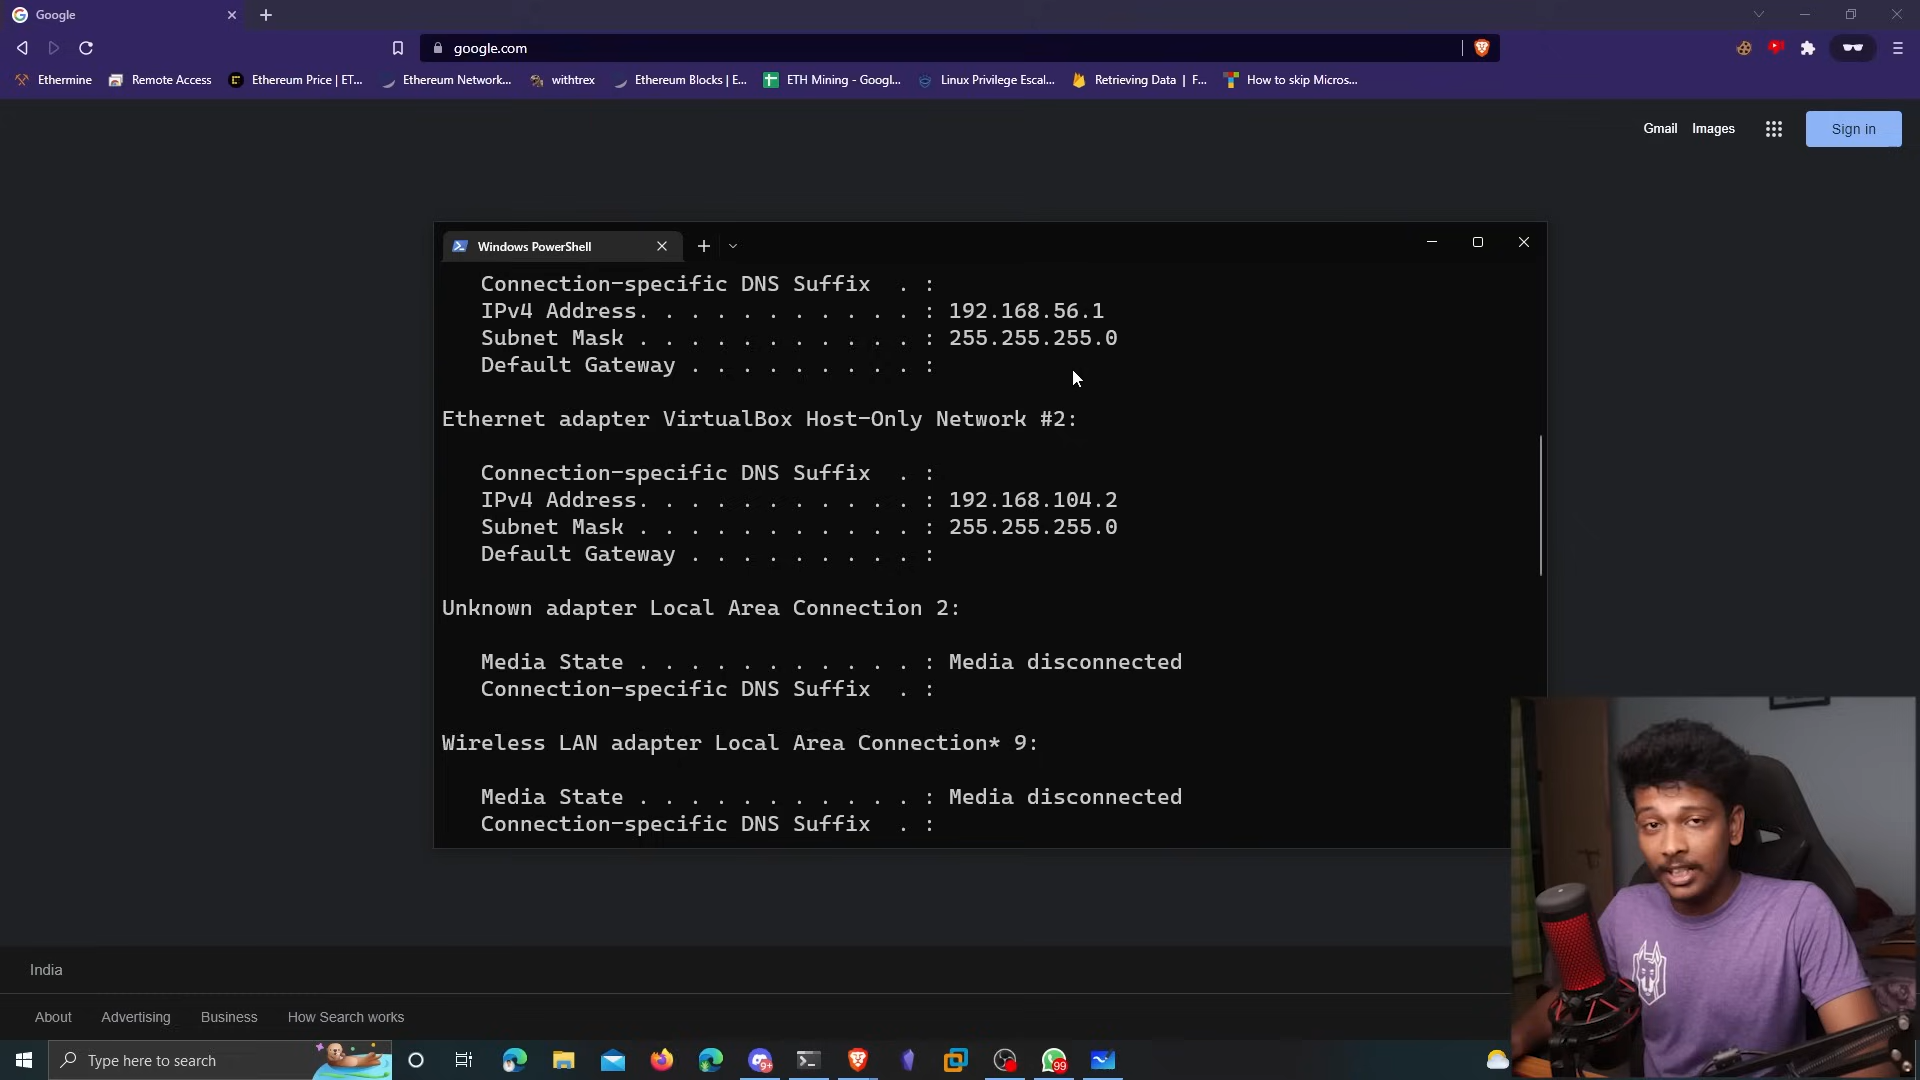 Google
google.com
Ethermine
Remote Access
Ethereum Price | ET...
Ethereum Network...
withtrex
Ethereum Blocks | E...
ETH Mining - Googl...
Linux Privilege Escal...
Retrieving Data | F...
How to skip Micros...
Gmail Images Sign in
Windows PowerShell
Connection-specific DNS Suffix  . :
IPv4 Address. . . . . . . . . . . : 192.168.56.1
Subnet Mask . . . . . . . . . . . : 255.255.255.0
Default Gateway . . . . . . . . . :
Ethernet adapter VirtualBox Host-Only Network #2:
Connection-specific DNS Suffix  . :
IPv4 Address. . . . . . . . . . . : 192.168.104.2
Subnet Mask . . . . . . . . . . . : 255.255.255.0
Default Gateway . . . . . . . . . :
Unknown adapter Local Area Connection 2:
Media State . . . . . . . . . . . : Media disconnected
Connection-specific DNS Suffix  . :
Wireless LAN adapter Local Area Connection* 9:
Media State . . . . . . . . . . . : Media disconnected
Connection-specific DNS Suffix  . :
India
About Advertising Business How Search works
Type here to search
9+
99